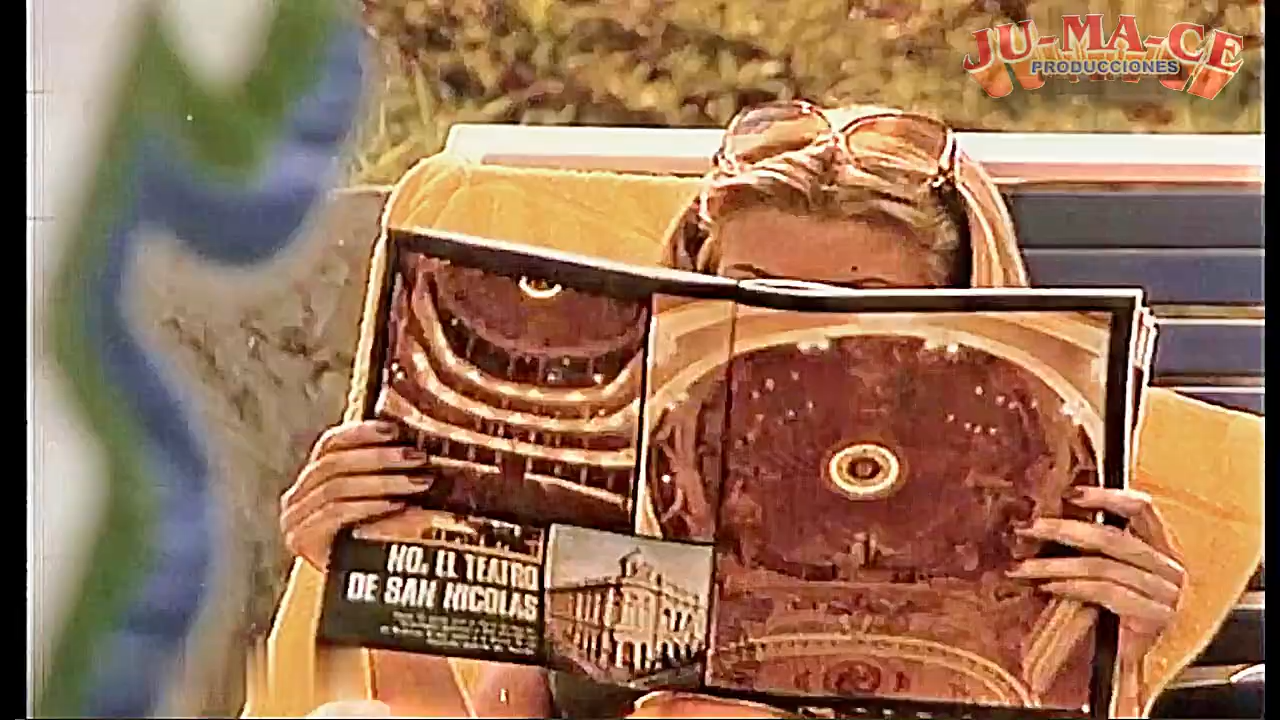 JU-MA-CE
PRODUCCIONES
NO, EL TEATRO
DE SAN NICOLAS